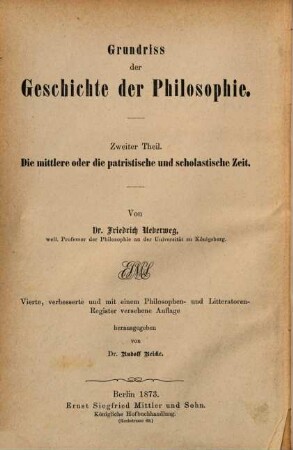 Grundriss
der
Geschichte der Philosophie.
Zweiter Theil.
Die mittlere oder die patristische und scholastische Zeit.
Von
Dr. Friedrich Ueberweg,
weil. Professor der Philosophie an der Universität zu Königsberg.
Vierte, verbesserte und mit einem Philosophen- und Litteratoren-
Register versehene Auflage
herausgegeben
von
Dr. Rudolf Reicke.
Berlin 1873.
Ernst Siegfried Mittler und Sohn.
Königliche Hofbuchhandlung.
(Kochstrasse 69.)